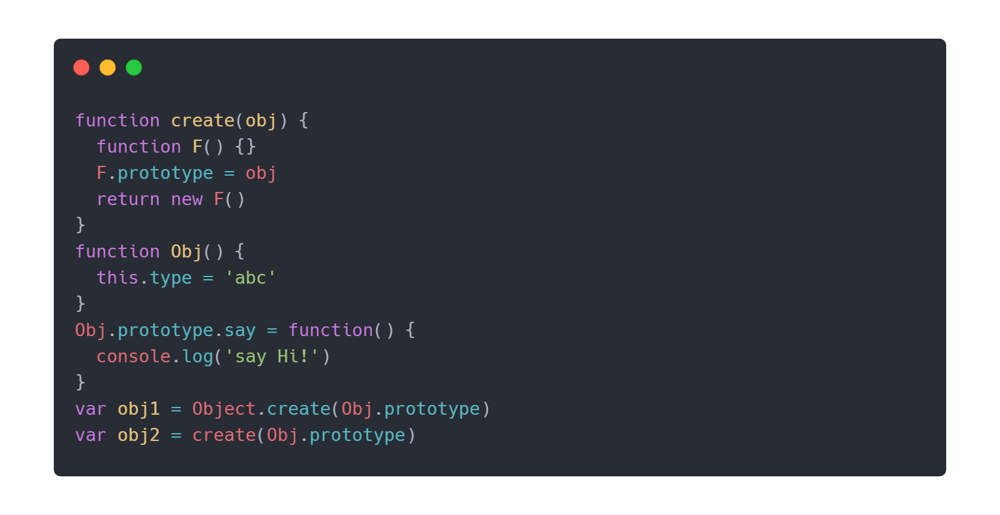 function create(obj) {
  function F() {}
  F.prototype = obj
  return new F()
}
function Obj() {
  this.type = 'abc'
}
Obj.prototype.say = function() {
  console.log('say Hi!')
}
var obj1 = Object.create(Obj.prototype)
var obj2 = create(Obj.prototype)